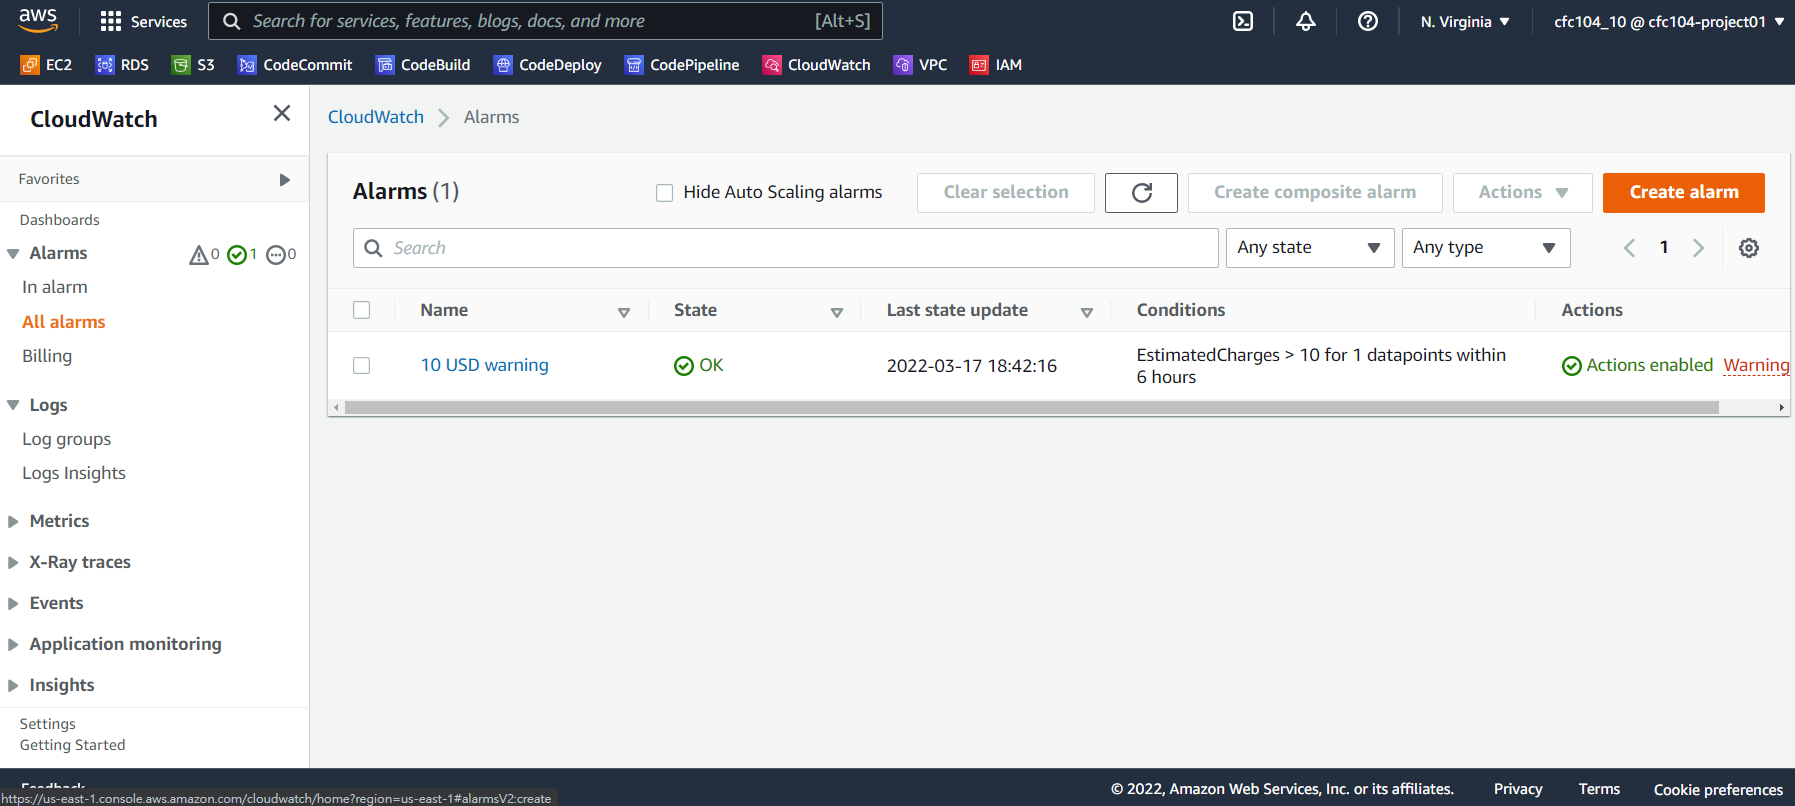 aws
Services
Search for services, features, blogs, docs, and more [Alt+S]
N. Virginia
cfc104_10 @ cfc104-project01
EC2 RDS S3 CodeCommit CodeBuild CodeDeploy CodePipeline CloudWatch VPC IAM
CloudWatch
Favorites
Dashboards
Alarms 0 1 0
In alarm
All alarms
Billing
Logs
Log groups
Logs Insights
Metrics
X-Ray traces
Events
Application monitoring
Insights
Settings
Getting Started
CloudWatch Alarms
Alarms (1)
Hide Auto Scaling alarms
Clear selection
Create composite alarm
Actions
Create alarm
Search
Any state
Any type
1
Name State Last state update Conditions Actions
10 USD warning OK 2022-03-17 18:42:16 EstimatedCharges > 10 for 1 datapoints within
6 hours
Actions enabled Warning
Feedback
https://us-east-1.console.aws.amazon.com/cloudwatch/home?region=us-east-1#alarmsV2:create
© 2022, Amazon Web Services, Inc. or its affiliates. Privacy Terms Cookie preferences